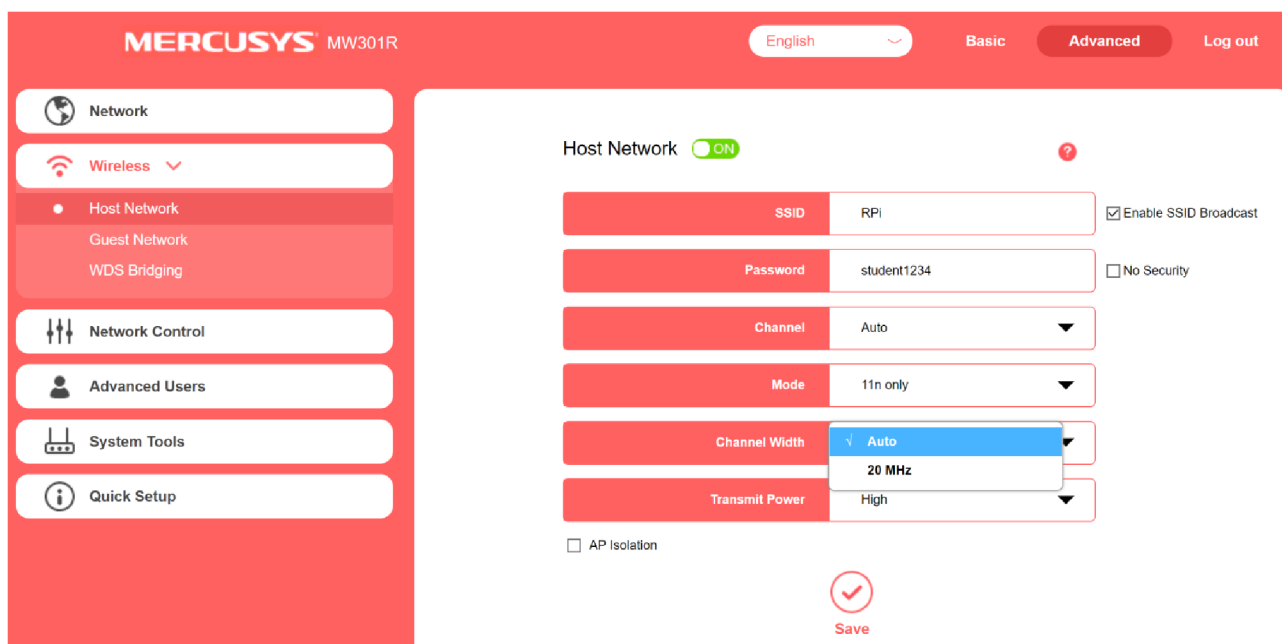 MERCUSYS MW301R
English
Basic
Advanced
Log out
Network
Wireless
Host Network
Guest Network
WDS Bridging
Network Control
Advanced Users
System Tools
Quick Setup
Host Network ON
?
SSID RPi Enable SSID Broadcast
Password student1234 No Security
Channel Auto
Mode 11n only
Channel Width √ Auto
20 MHz
Transmit Power High
AP Isolation
Save